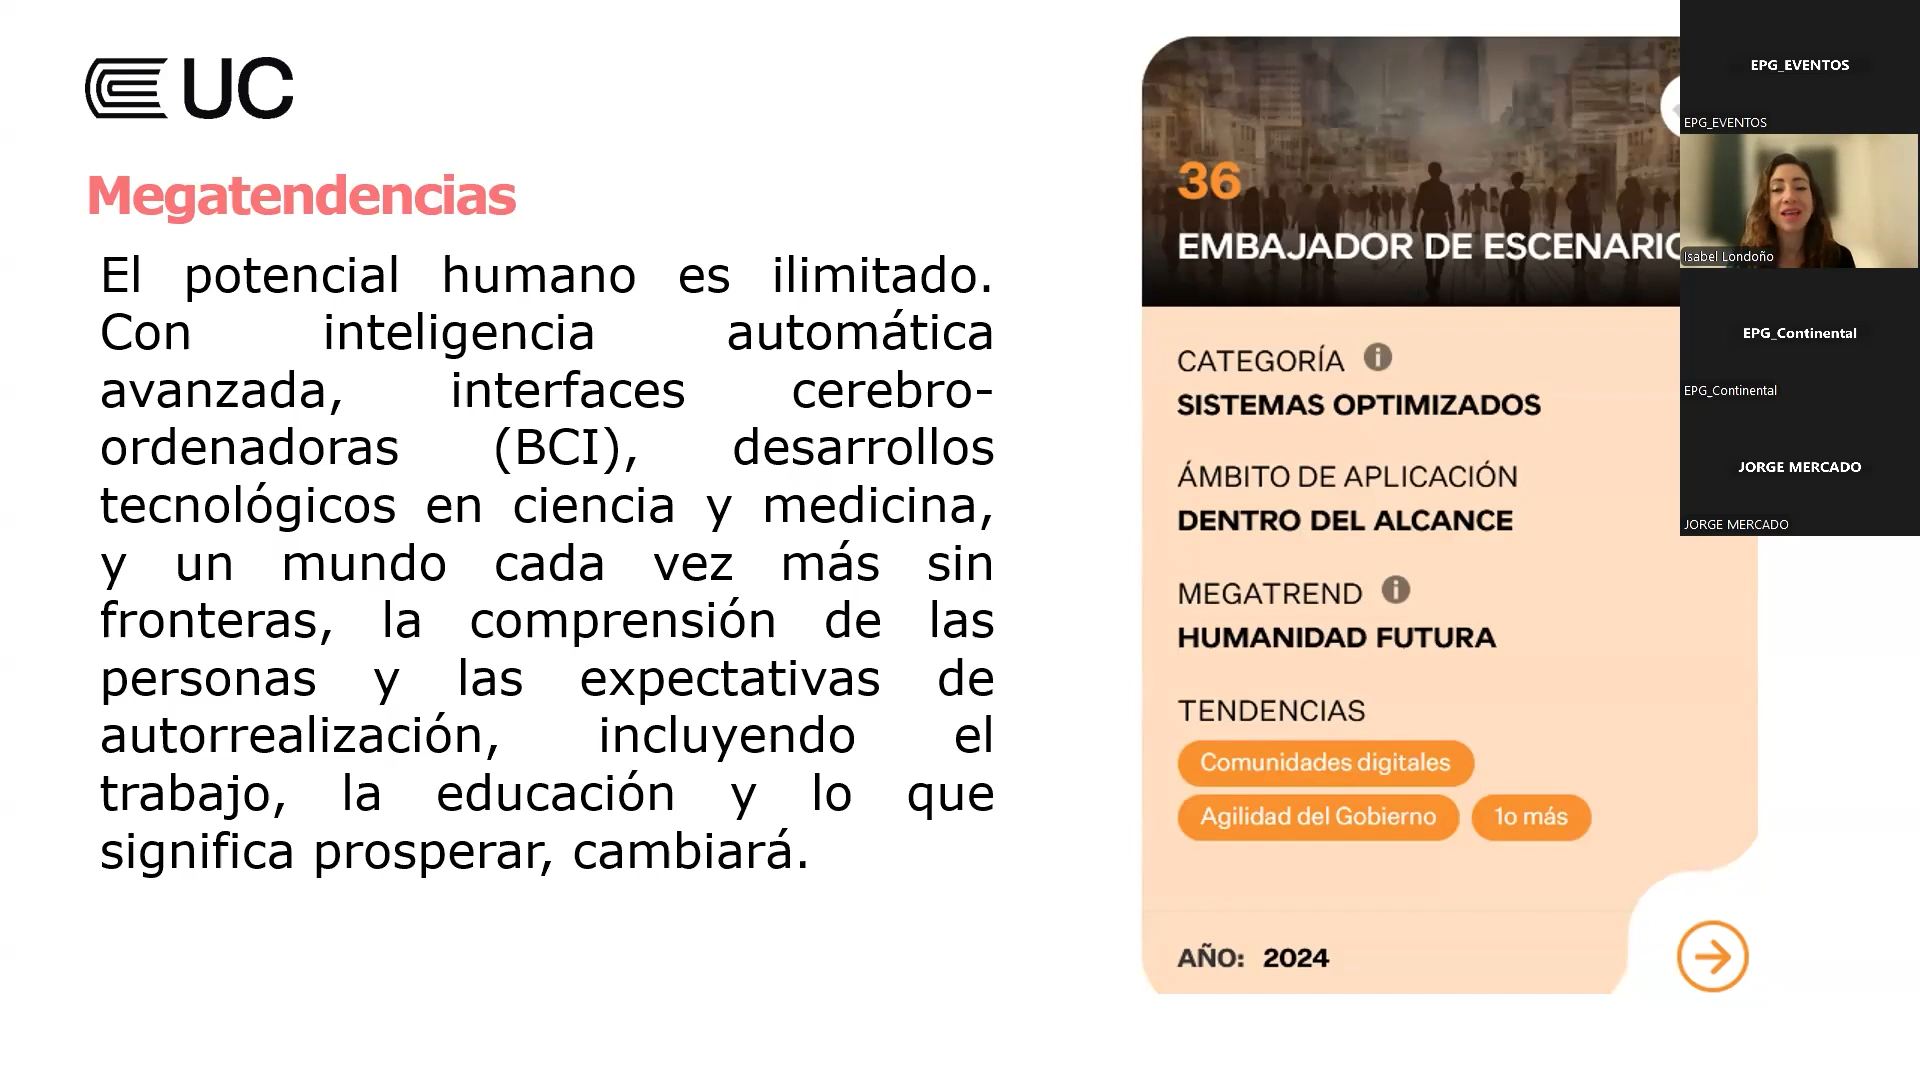 UC
Megatendencias
El potencial humano es ilimitado.
Con inteligencia automática
avanzada, interfaces cerebro-
ordenadoras (BCI), desarrollos
tecnológicos en ciencia y medicina,
y un mundo cada vez más sin
fronteras, la comprensión de las
personas y las expectativas de
autorrealización, incluyendo el
trabajo, la educación y lo que
significa prosperar, cambiará.
36
EMBAJADOR DE ESCENARIO
CATEGORÍA
SISTEMAS OPTIMIZADOS
ÁMBITO DE APLICACIÓN
DENTRO DEL ALCANCE
MEGATREND
HUMANIDAD FUTURA
TENDENCIAS
Comunidades digitales
Agilidad del Gobierno
1o más
AÑO: 2024
EPG_EVENTOS
EPG_EVENTOS
Isabel Londoño
EPG_Continental
EPG_Continental
JORGE MERCADO
JORGE MERCADO